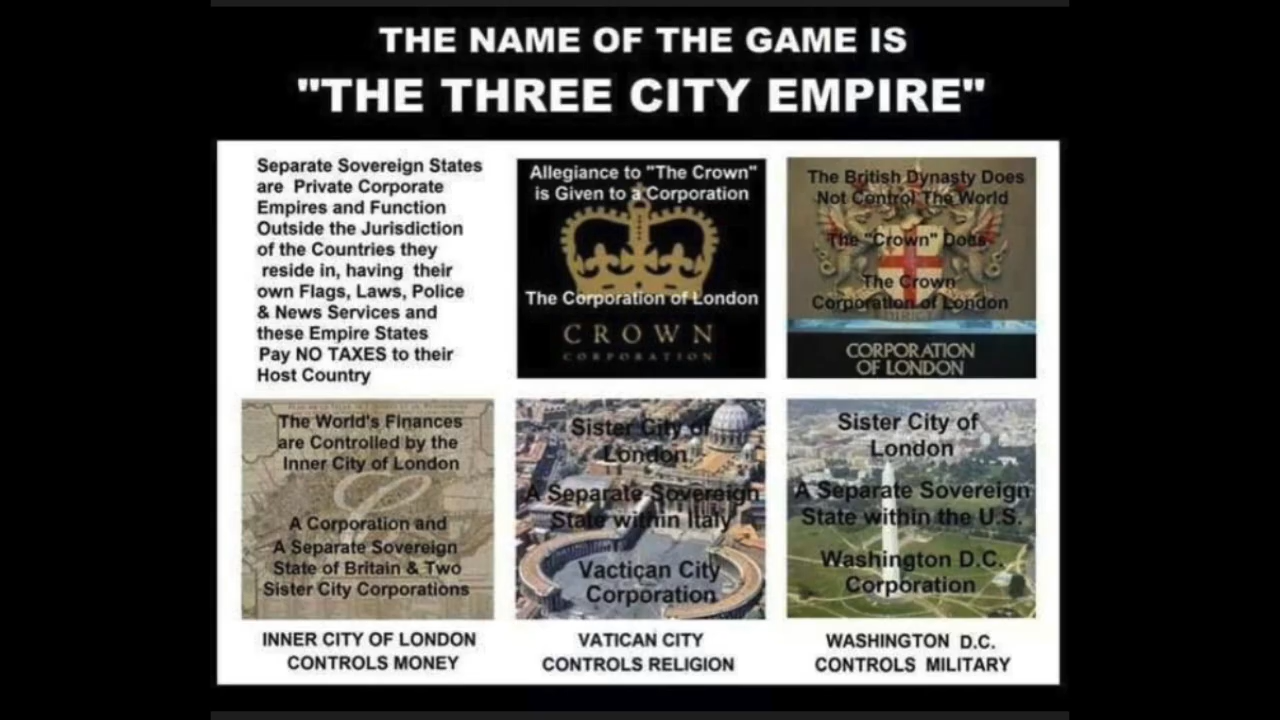 THE NAME OF THE GAME IS
"THE THREE CITY EMPIRE"
Separate Sovereign States
are Private Corporate
Empires and Function
Outside the Jurisdiction
of the Countries they
reside in, having their
own Flags, Laws, Police
& News Services and
these Empire States
Pay NO TAXES to their
Host Country
Allegiance to "The Crown"
is Given to a Corporation
The Corporation of London
CROWN
CORPORATION
The British Dynasty Does
Not Control The World
The "Crown" Does
The Crown
Corporation of London
CORPORATION
OF LONDON
The World's Finances
are Controlled by the
Inner City of London
A Corporation and
A Separate Sovereign
State of Britain & Two
Sister City Corporations
INNER CITY OF LONDON
CONTROLS MONEY
Sister City of
London
A Separate Sovereign
State within Italy
Vactican City
Corporation
VATICAN CITY
CONTROLS RELIGION
Sister City of
London
A Separate Sovereign
State within the U.S.
Washington D.C.
Corporation
WASHINGTON D.C.
CONTROLS MILITARY